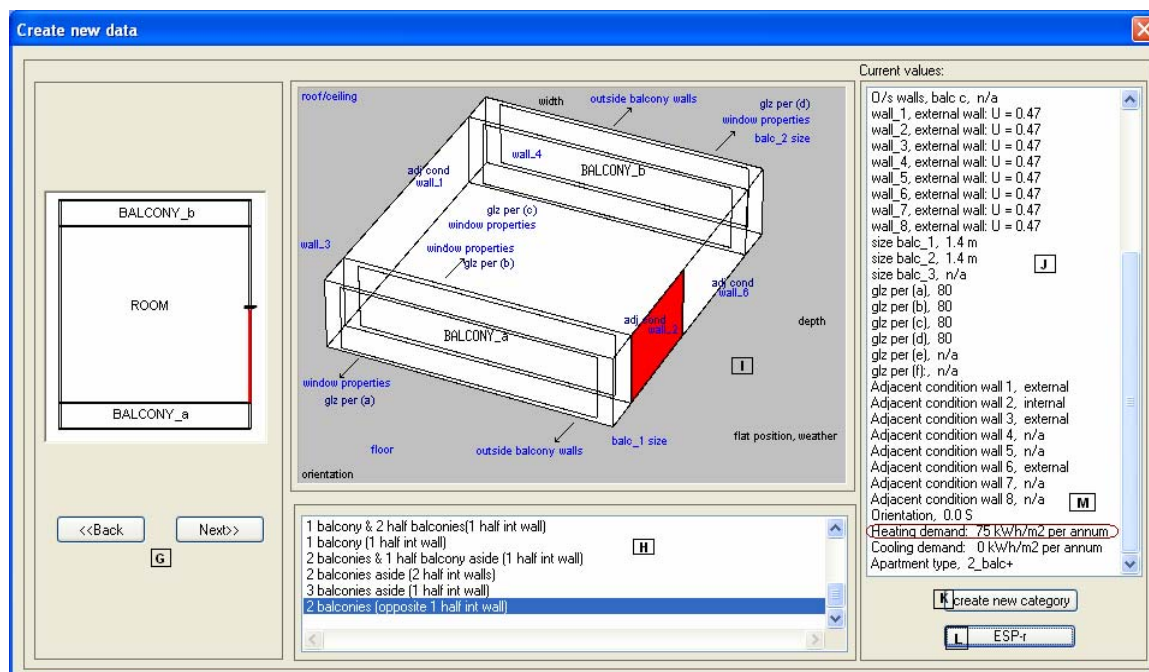 Create new data
BALCONY_b
ROOM
BALCONY_a
<<Back
Next>>
G
roof/ceiling
width
outside balcony walls
glz per (d)
window properties
balc_2 size
wall_4
BALCONY_b
adj cond
wall_1
glz per (c)
window properties
window properties
glz per (b)
wall_3
adj cond
wall_6
adj cond
wall_2
depth
BALCONY_a
I
window properties
glz per (a)
floor
outside balcony walls
balc_1 size
flat position, weather
orientation
1 balcony & 2 half balconies(1 half int wall)
1 balcony (1 half int wall)
2 balconies & 1 half balcony aside (1 half int wall)
2 balconies aside (2 half int walls)
3 balconies aside (1 half int wall)
2 balconies (opposite 1 half int wall)
H
Current values:
O/s walls, balc c, n/a
wall_1, external wall: U = 0.47
wall_2, external wall: U = 0.47
wall_3, external wall: U = 0.47
wall_4, external wall: U = 0.47
wall_5, external wall: U = 0.47
wall_6, external wall: U = 0.47
wall_7, external wall: U = 0.47
wall_8, external wall: U = 0.47
size balc_1, 1.4 m
size balc_2, 1.4 m
size balc_3, n/a
J
glz per (a), 80
glz per (b), 80
glz per (c), 80
glz per (d), 80
glz per (e), n/a
glz per (f):, n/a
Adjacent condition wall 1, external
Adjacent condition wall 2, internal
Adjacent condition wall 3, external
Adjacent condition wall 4, n/a
Adjacent condition wall 5, n/a
Adjacent condition wall 6, external
Adjacent condition wall 7, n/a
Adjacent condition wall 8, n/a
M
Orientation, 0.0 S
Heating demand: 75 kWh/m2 per annum
Cooling demand: 0 kWh/m2 per annum
Apartment type, 2_balc+
K create new category
L ESP-r